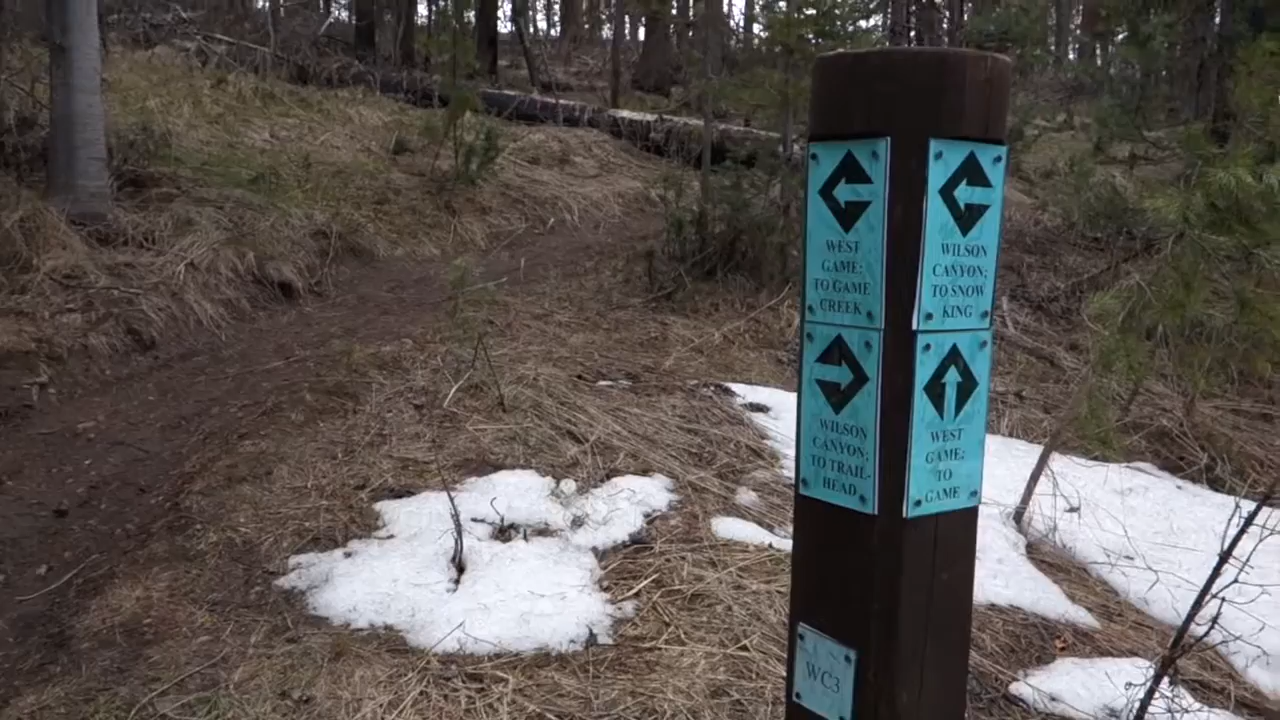 WEST
GAME:
TO GAME
CREEK
WILSON
CANYON:
TO TRAIL-
HEAD
WILSON
CANYON:
TO SNOW
KING
WEST
GAME:
TO
GAME
WC3